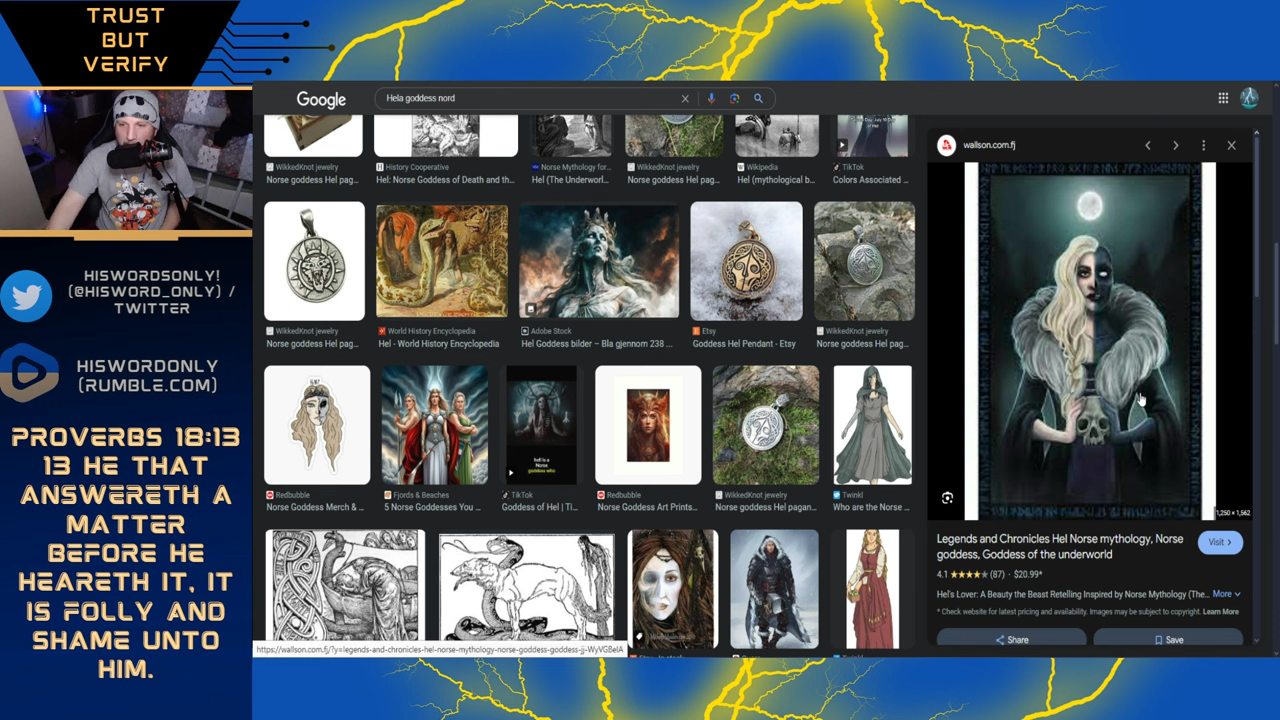 TRUST
BUT
VERIFY
HISWORDSONLY!
(@HISWORD_ONLY) /
TWITTER
HISWORDONLY
(RUMBLE.COM)
PROVERBS 18:13
13 HE THAT
ANSWERETH A
MATTER
BEFORE HE
HEARETH IT, IT
IS FOLLY AND
SHAME UNTO
HIM.
Google
Hela goddess nord
WikkedKnot jewelry
Norse goddess Hel pag...
History Cooperative
Hel: Norse Goddess of Death and th...
Norse Mythology for...
Hel (The Underworl...
WikkedKnot jewelry
Norse goddess Hel pag...
Wikipedia
Hel (mythological b...
TikTok
Colors Associated ...
WikkedKnot jewelry
Norse goddess Hel pag...
World History Encyclopedia
Hel - World History Encyclopedia
Adobe Stock
Hel Goddess bilder – Bla gjennom 238 ...
Etsy
Goddess Hel Pendant - Etsy
WikkedKnot jewelry
Norse goddess Hel pag...
Redbubble
Norse Goddess Merch & ...
Fjords & Beaches
5 Norse Goddesses You ...
hel is a
Norse
goddess who
TikTok
Goddess of Hel | Ti...
Redbubble
Norse Goddess Art Prints...
WikkedKnot jewelry
Norse goddess Hel pagan...
Twinkl
Who are the Norse ...
https://wallson.com.fj/?y=legends-and-chronicles-hel-norse-mythology-norse-goddess-goddess-jj-WyVGBeIA
wallson.com.fj
1,250 × 1,562
Legends and Chronicles Hel Norse mythology, Norse
goddess, Goddess of the underworld
Visit
4.1 ★★★★★ (87) · $20.99*
Hel's Lover: A Beauty the Beast Retelling Inspired by Norse Mythology (The... More
* Check website for latest pricing and availability. Images may be subject to copyright. Learn More
Share
Save